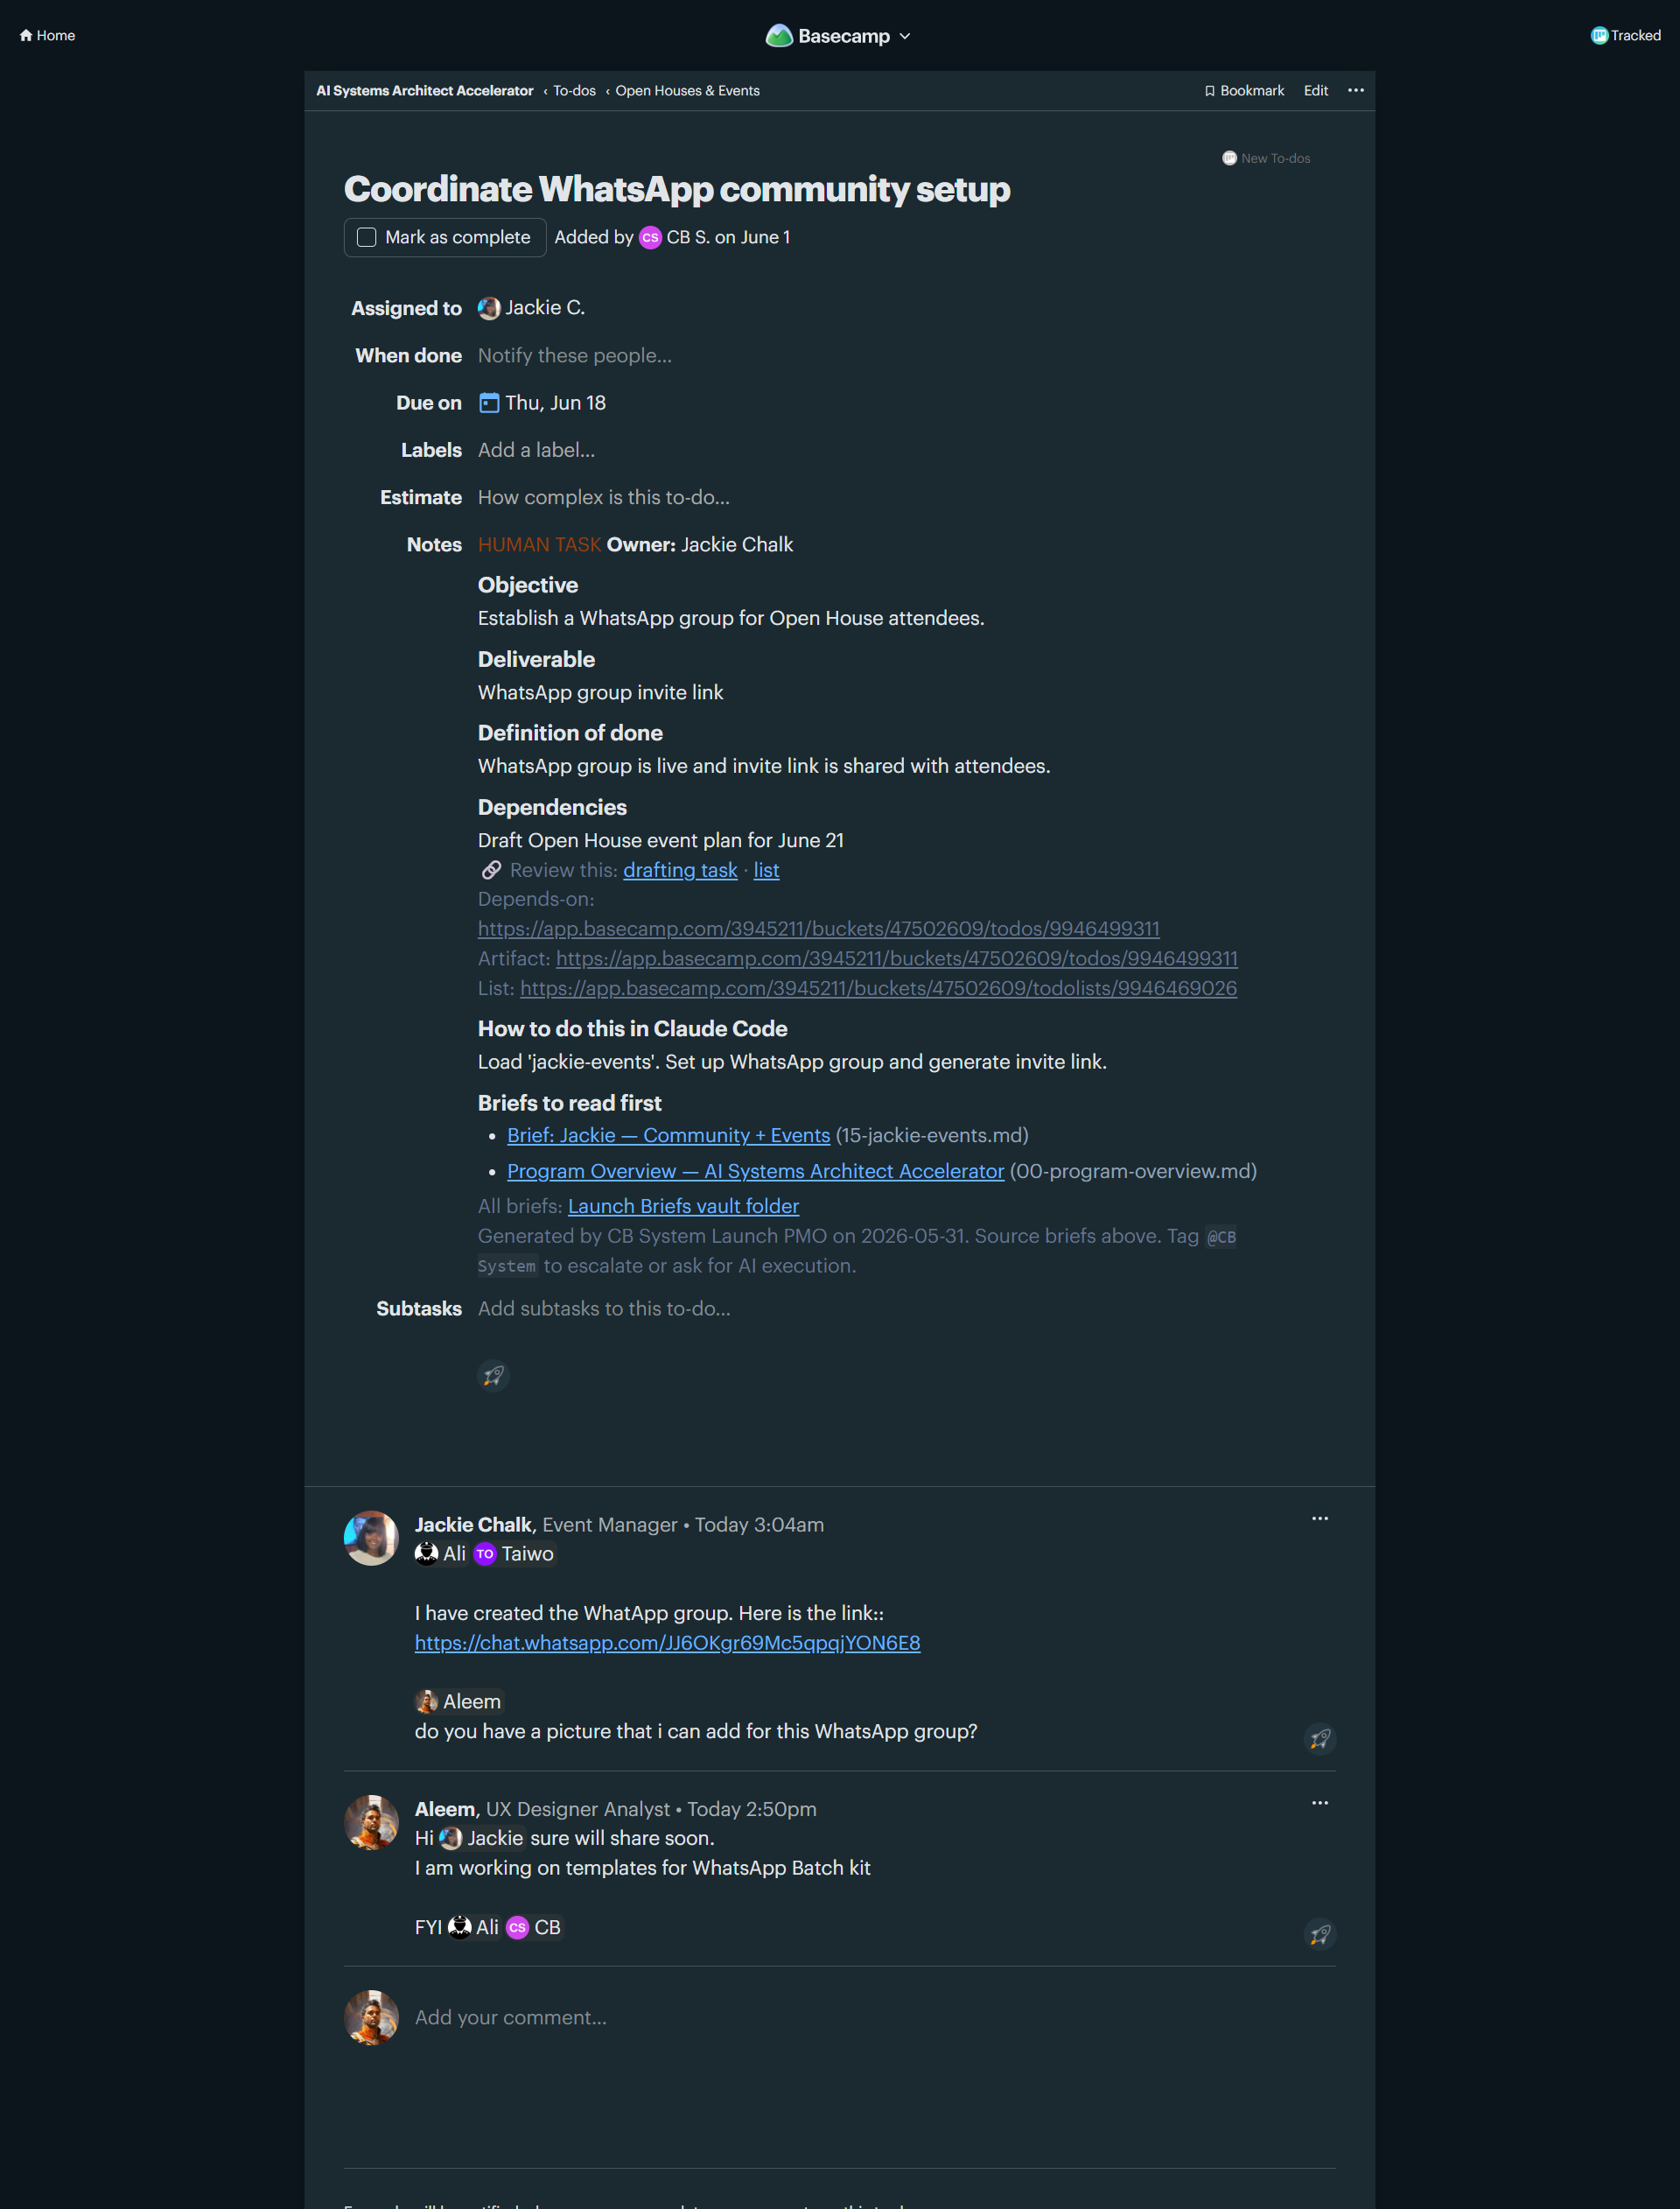 Home
Basecamp
Tracked
AI Systems Architect Accelerator ‹ To-dos ‹ Open Houses & Events
Bookmark Edit ...
New To-dos
Coordinate WhatsApp community setup
Mark as complete Added by CS CB S. on June 1
Assigned to Jackie C.
When done Notify these people...
Due on Thu, Jun 18
Labels Add a label...
Estimate How complex is this to-do...
Notes HUMAN TASK Owner: Jackie Chalk
Objective
Establish a WhatsApp group for Open House attendees.
Deliverable
WhatsApp group invite link
Definition of done
WhatsApp group is live and invite link is shared with attendees.
Dependencies
Draft Open House event plan for June 21
🔗 Review this: drafting task · list
Depends-on:
https://app.basecamp.com/3945211/buckets/47502609/todos/9946499311
Artifact: https://app.basecamp.com/3945211/buckets/47502609/todos/9946499311
List: https://app.basecamp.com/3945211/buckets/47502609/todolists/9946469026
How to do this in Claude Code
Load 'jackie-events'. Set up WhatsApp group and generate invite link.
Briefs to read first
• Brief: Jackie — Community + Events (15-jackie-events.md)
• Program Overview — AI Systems Architect Accelerator (00-program-overview.md)
All briefs: Launch Briefs vault folder
Generated by CB System Launch PMO on 2026-05-31. Source briefs above. Tag @CB
System to escalate or ask for AI execution.
Subtasks Add subtasks to this to-do...
Jackie Chalk, Event Manager • Today 3:04am
Ali TO Taiwo
I have created the WhatApp group. Here is the link::
https://chat.whatsapp.com/JJ6OKgr69Mc5qpqjYON6E8
Aleem
do you have a picture that i can add for this WhatsApp group?
Aleem, UX Designer Analyst • Today 2:50pm
Hi Jackie sure will share soon.
I am working on templates for WhatsApp Batch kit
FYI Ali CS CB
Add your comment...